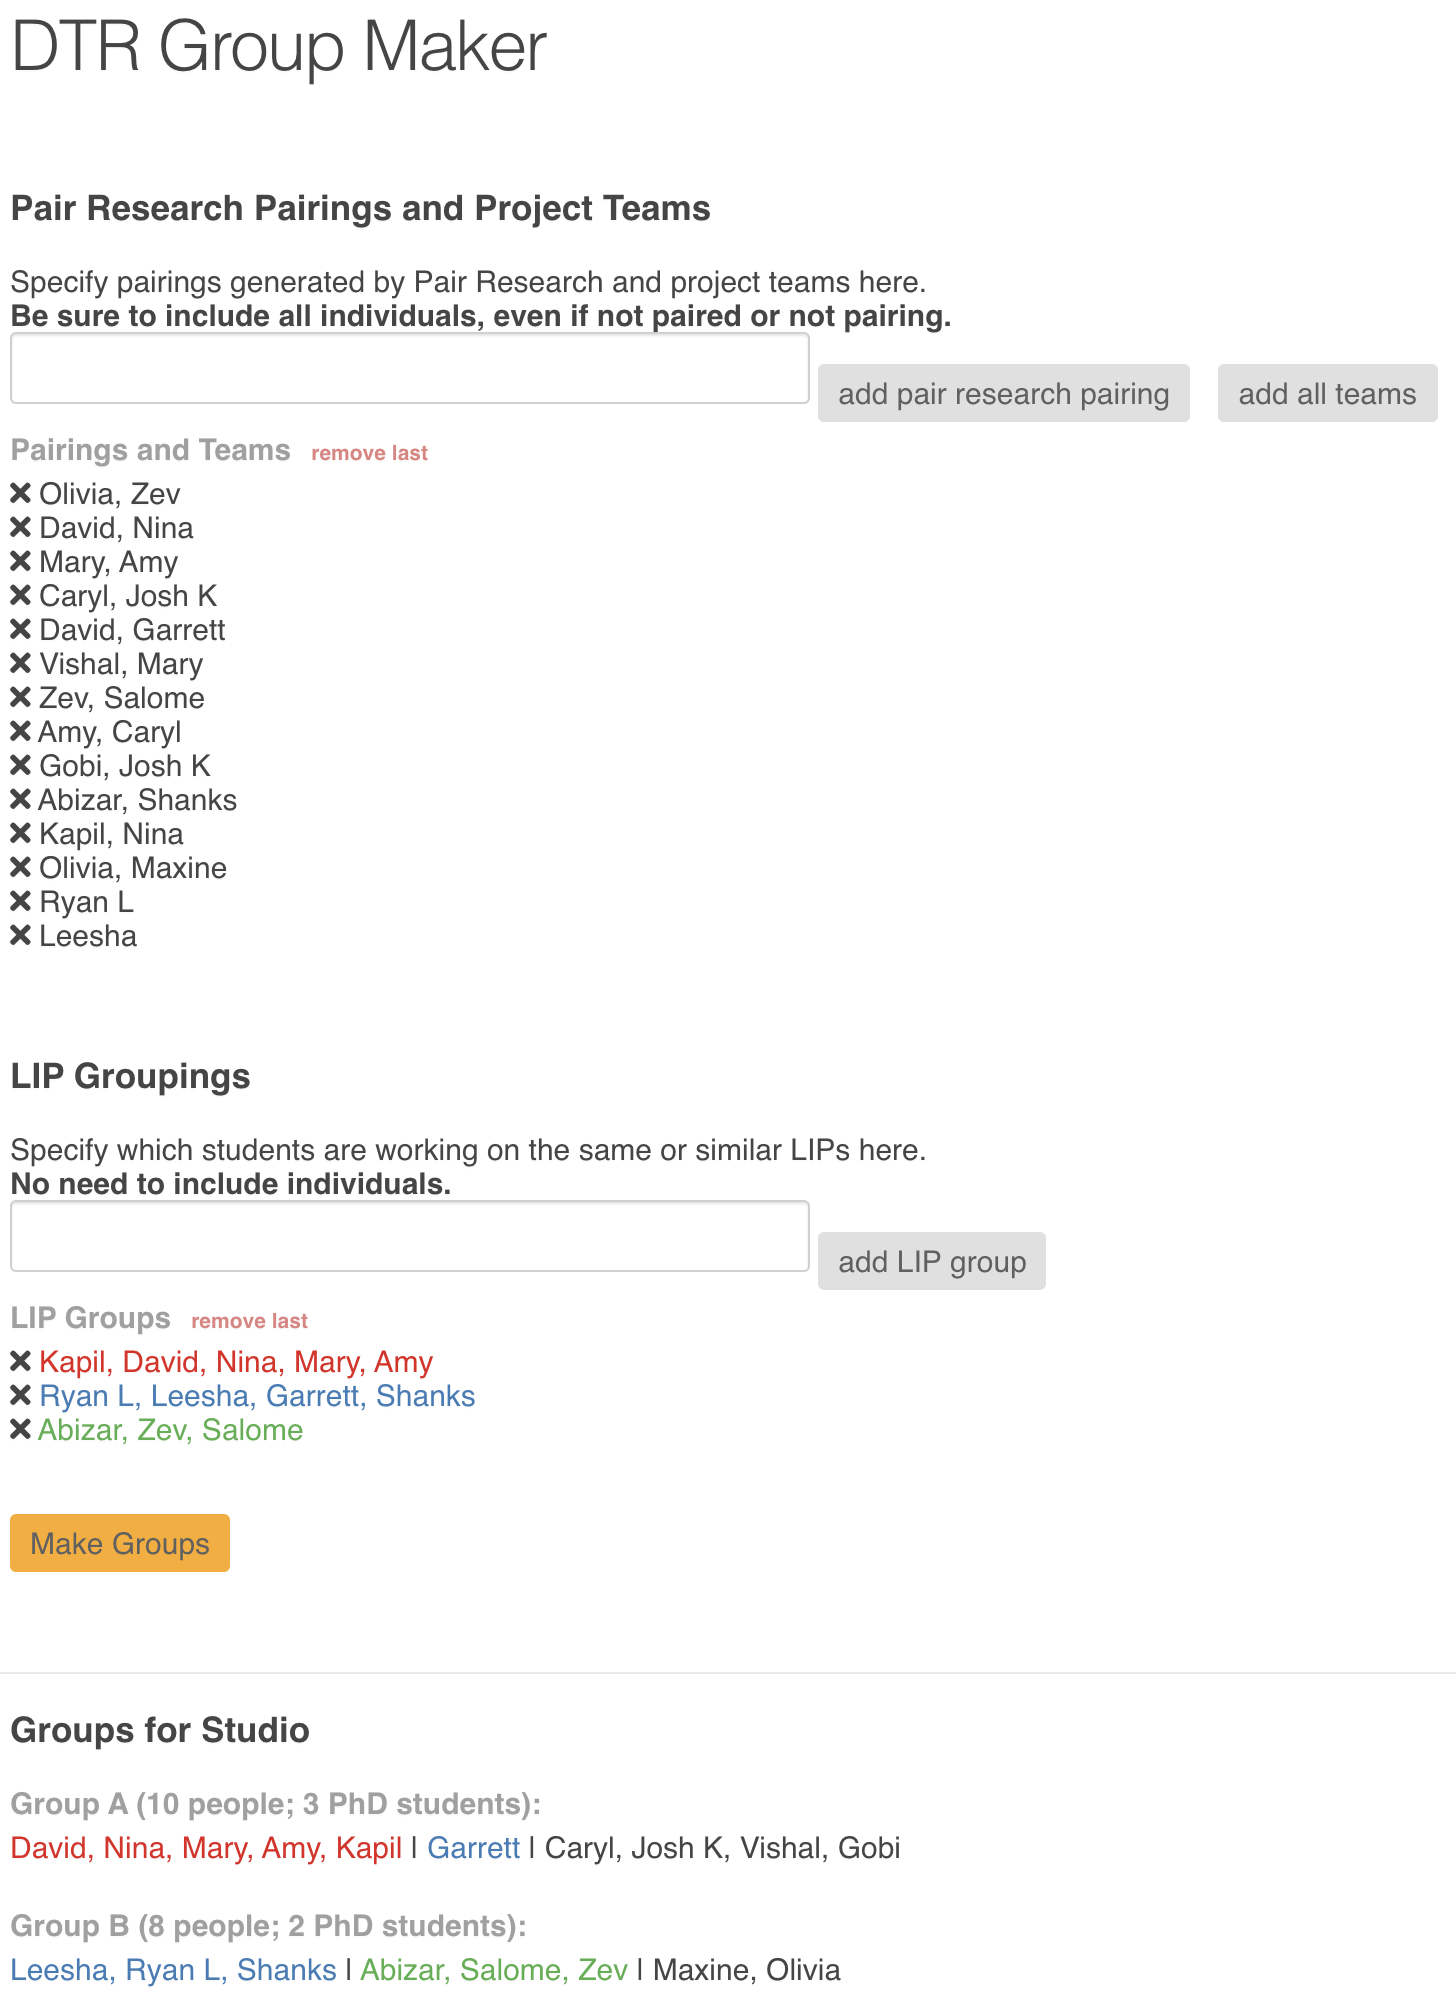 DTR Group Maker
Pair Research Pairings and Project Teams
Specify pairings generated by Pair Research and project teams here.
Be sure to include all individuals, even if not paired or not pairing.
add pair research pairing add all teams
Pairings and Teams remove last
Olivia, Zev
David, Nina
Mary, Amy
Caryl, Josh K
David, Garrett
Vishal, Mary
Zev, Salome
Amy, Caryl
Gobi, Josh K
Abizar, Shanks
Kapil, Nina
Olivia, Maxine
Ryan L
Leesha
LIP Groupings
Specify which students are working on the same or similar LIPs here.
No need to include individuals.
add LIP group
LIP Groups remove last
Kapil, David, Nina, Mary, Amy
Ryan L, Leesha, Garrett, Shanks
Abizar, Zev, Salome
Make Groups
Groups for Studio
Group A (10 people; 3 PhD students):
David, Nina, Mary, Amy, Kapil | Garrett | Caryl, Josh K, Vishal, Gobi
Group B (8 people; 2 PhD students):
Leesha, Ryan L, Shanks | Abizar, Salome, Zev | Maxine, Olivia